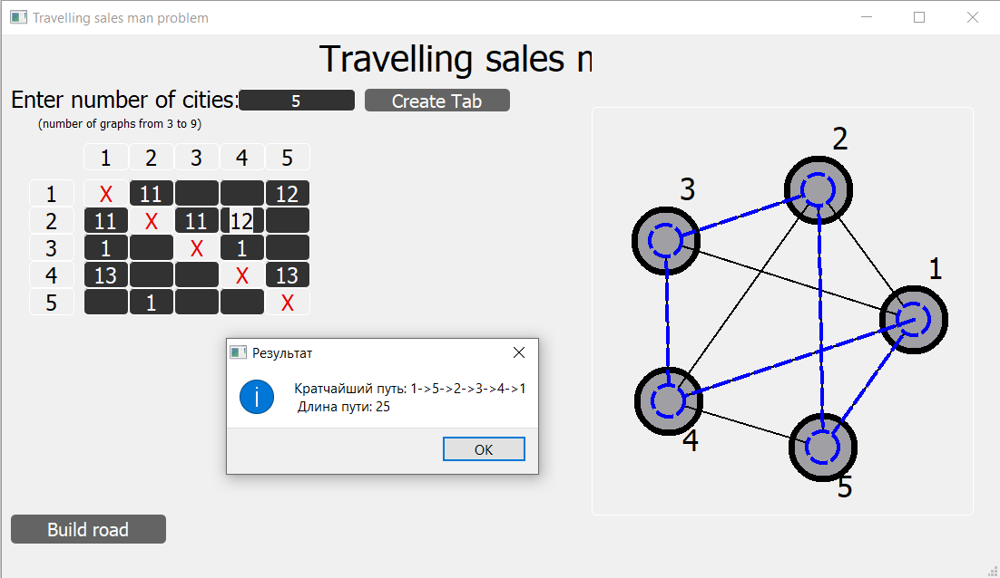 Travelling sales man problem
Travelling sales n
Enter number of cities: 5 Create Tab
(number of graphs from 3 to 9)
1 2 3 4 5
1 X 11 12
2 11 X 11 12
3 1 X 1
4 13 X 13
5 1 X
2
3
1
4
5
Результат
Кратчайший путь: 1->5->2->3->4->1
Длина пути: 25
OK
Build road